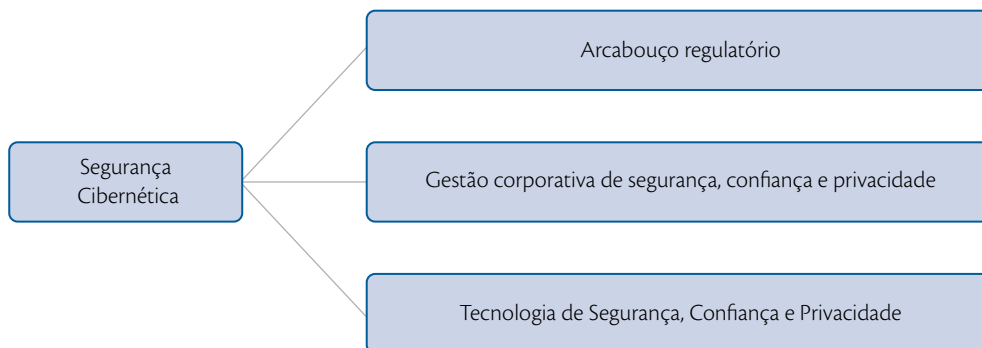 Arcabouço regulatório
Segurança
Cibernética
Gestão corporativa de segurança, confiança e privacidade
Tecnologia de Segurança, Confiança e Privacidade